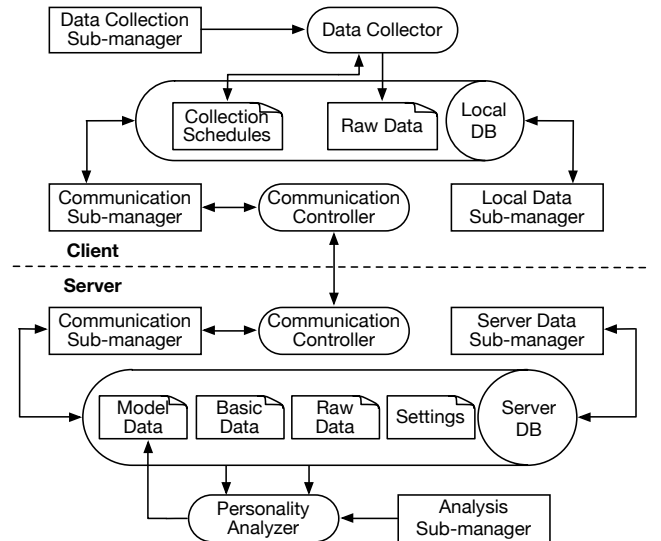 Data Collection
Sub-manager
Data Collector
Collection
Schedules
Raw Data
Local
DB
Communication
Sub-manager
Communication
Controller
Local Data
Sub-manager
Client
Server
Communication
Sub-manager
Communication
Controller
Server Data
Sub-manager
Model
Data
Basic
Data
Raw
Data
Settings
Server
DB
Personality
Analyzer
Analysis
Sub-manager